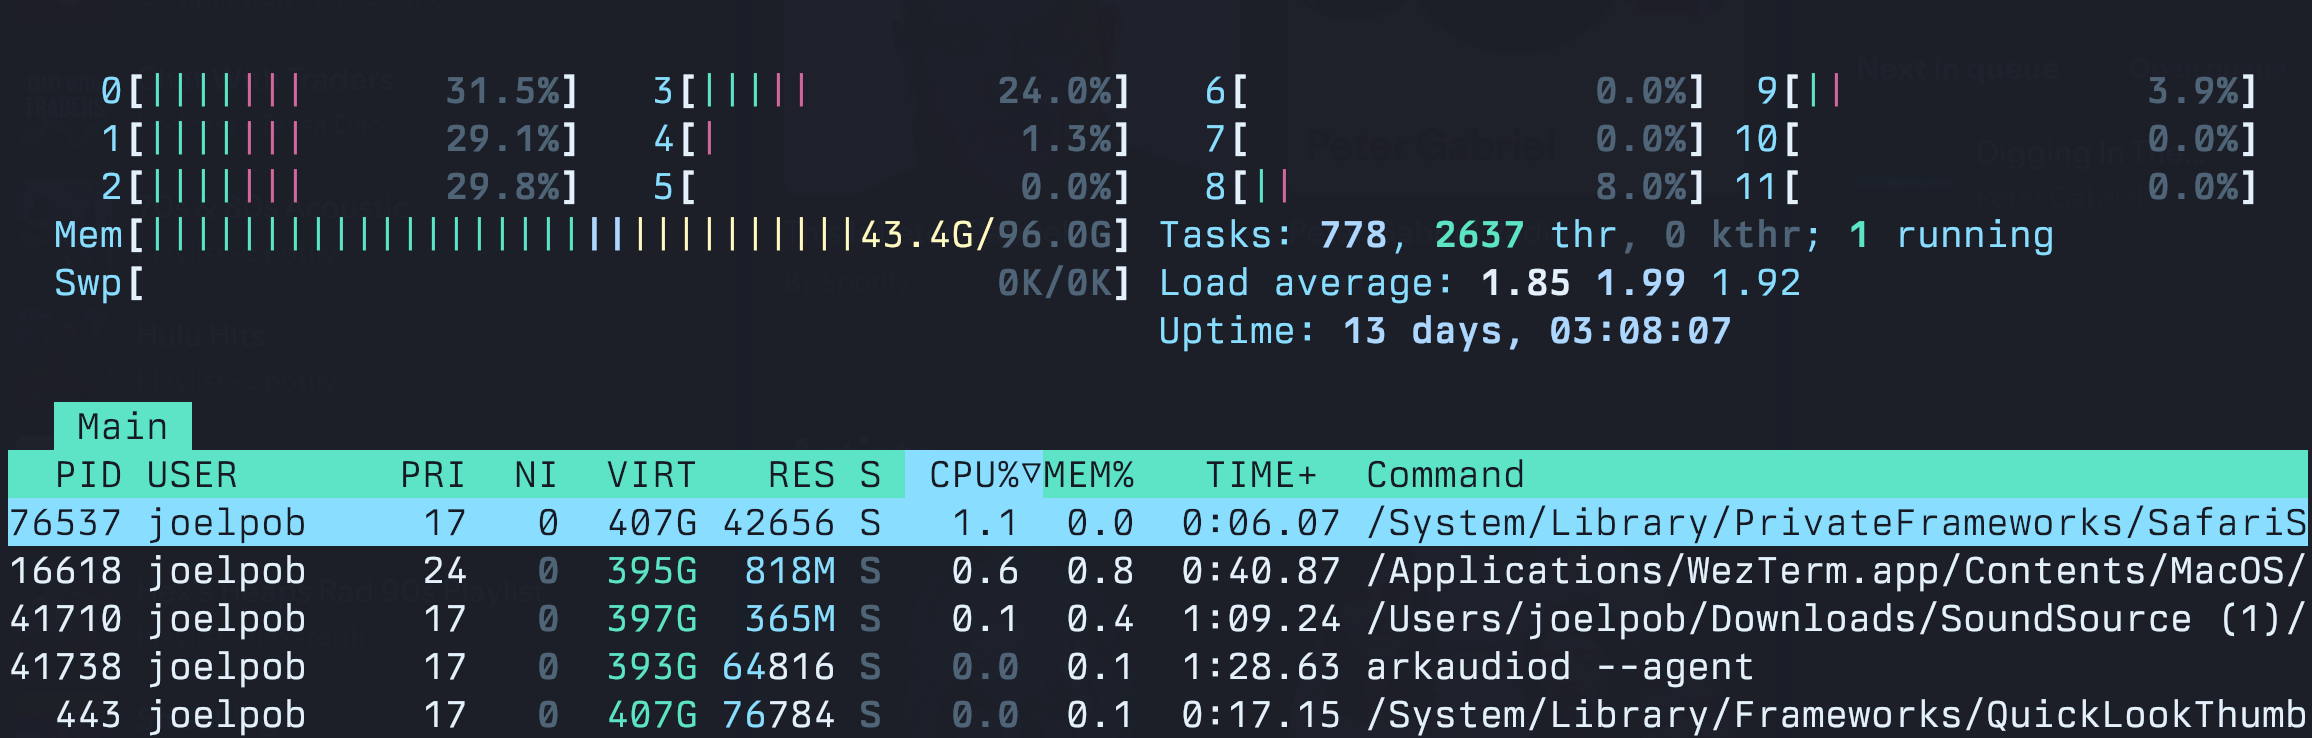 0[||||||| 31.5%] 3[||||| 24.0%] 6[ 0.0%] 9[|| 3.9%]
1[||||||| 29.1%] 4[| 1.3%] 7[ 0.0%] 10[ 0.0%]
2[||||||| 29.8%] 5[ 0.0%] 8[|| 8.0%] 11[ 0.0%]
Mem[|||||||||||||||||||||||||||||||43.4G/96.0G] Tasks: 778, 2637 thr, 0 kthr; 1 running
Swp[ 0K/0K] Load average: 1.85 1.99 1.92
Uptime: 13 days, 03:08:07
Main
PID USER PRI NI VIRT RES S CPU%▽MEM% TIME+ Command
76537 joelpob 17 0 407G 42656 S 1.1 0.0 0:06.07 /System/Library/PrivateFrameworks/SafariS
16618 joelpob 24 0 395G 818M S 0.6 0.8 0:40.87 /Applications/WezTerm.app/Contents/MacOS/
41710 joelpob 17 0 397G 365M S 0.1 0.4 1:09.24 /Users/joelpob/Downloads/SoundSource (1)/
41738 joelpob 17 0 393G 64816 S 0.0 0.1 1:28.63 arkaudiod --agent
443 joelpob 17 0 407G 76784 S 0.0 0.1 0:17.15 /System/Library/Frameworks/QuickLookThumb